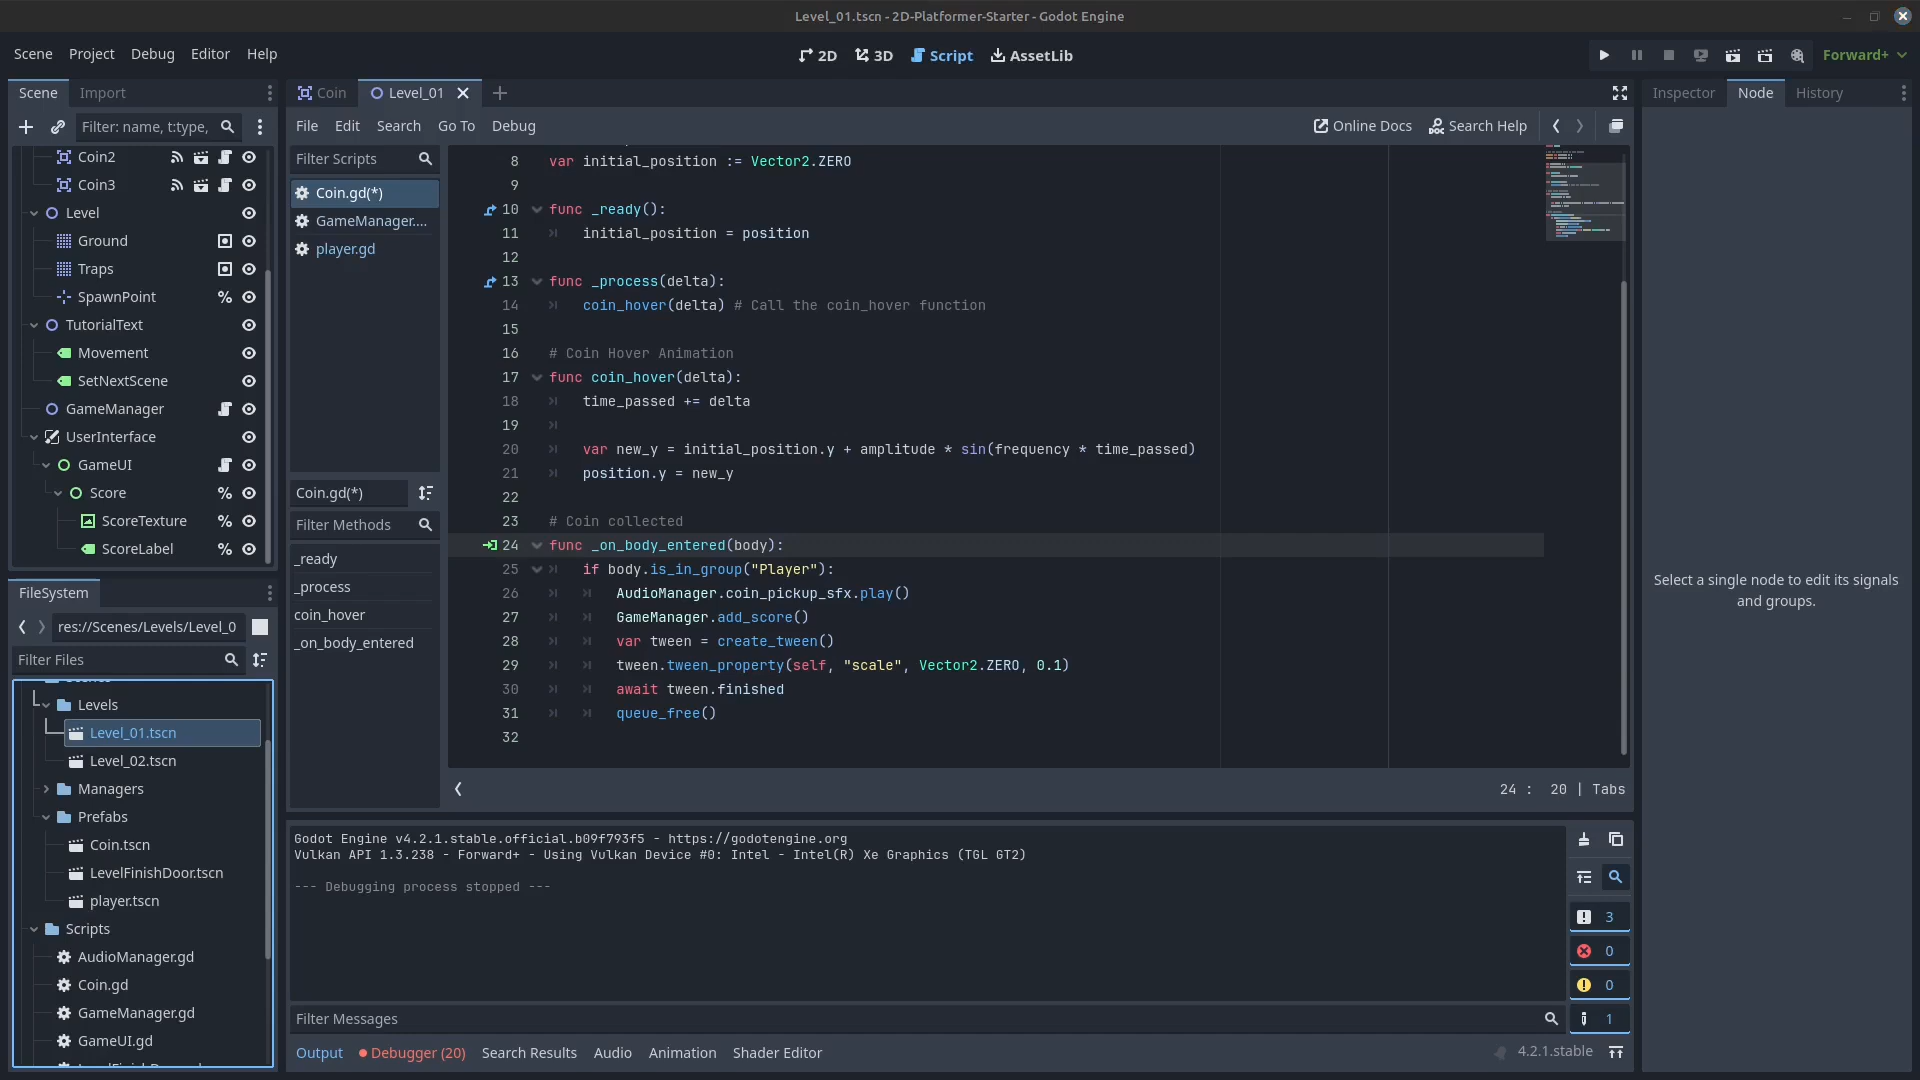 Level_01.tscn - 2D-Platformer-Starter - Godot Engine
Scene Project Debug Editor Help
2D 3D Script AssetLib
Forward+
Scene Import
Filter: name, t:type,
Coin2
Coin3
Level
Ground
Traps
SpawnPoint
TutorialText
Movement
SetNextScene
GameManager
UserInterface
GameUI
Score
ScoreTexture
ScoreLabel
FileSystem
res://Scenes/Levels/Level_0
Filter Files
Levels
Level_01.tscn
Level_02.tscn
Managers
Prefabs
Coin.tscn
LevelFinishDoor.tscn
player.tscn
Scripts
AudioManager.gd
Coin.gd
GameManager.gd
GameUI.gd
Coin Level_01
File Edit Search Go To Debug
Online Docs Search Help
Filter Scripts
Coin.gd(*)
GameManager....
player.gd
Coin.gd(*)
Filter Methods
_ready
_process
coin_hover
_on_body_entered
8 var initial_position := Vector2.ZERO
9
10 func _ready():
11 initial_position = position
12
13 func _process(delta):
14 coin_hover(delta) # Call the coin_hover function
15
16 # Coin Hover Animation
17 func coin_hover(delta):
18 time_passed += delta
19
20 var new_y = initial_position.y + amplitude * sin(frequency * time_passed)
21 position.y = new_y
22
23 # Coin collected
24 func _on_body_entered(body):
25 if body.is_in_group("Player"):
26 AudioManager.coin_pickup_sfx.play()
27 GameManager.add_score()
28 var tween = create_tween()
29 tween.tween_property(self, "scale", Vector2.ZERO, 0.1)
30 await tween.finished
31 queue_free()
32
24 : 20 | Tabs
Godot Engine v4.2.1.stable.official.b09f793f5 - https://godotengine.org
Vulkan API 1.3.238 - Forward+ - Using Vulkan Device #0: Intel - Intel(R) Xe Graphics (TGL GT2)
--- Debugging process stopped ---
3
0
0
1
Filter Messages
Output Debugger (20) Search Results Audio Animation Shader Editor
4.2.1.stable
Inspector Node History
Select a single node to edit its signals
and groups.